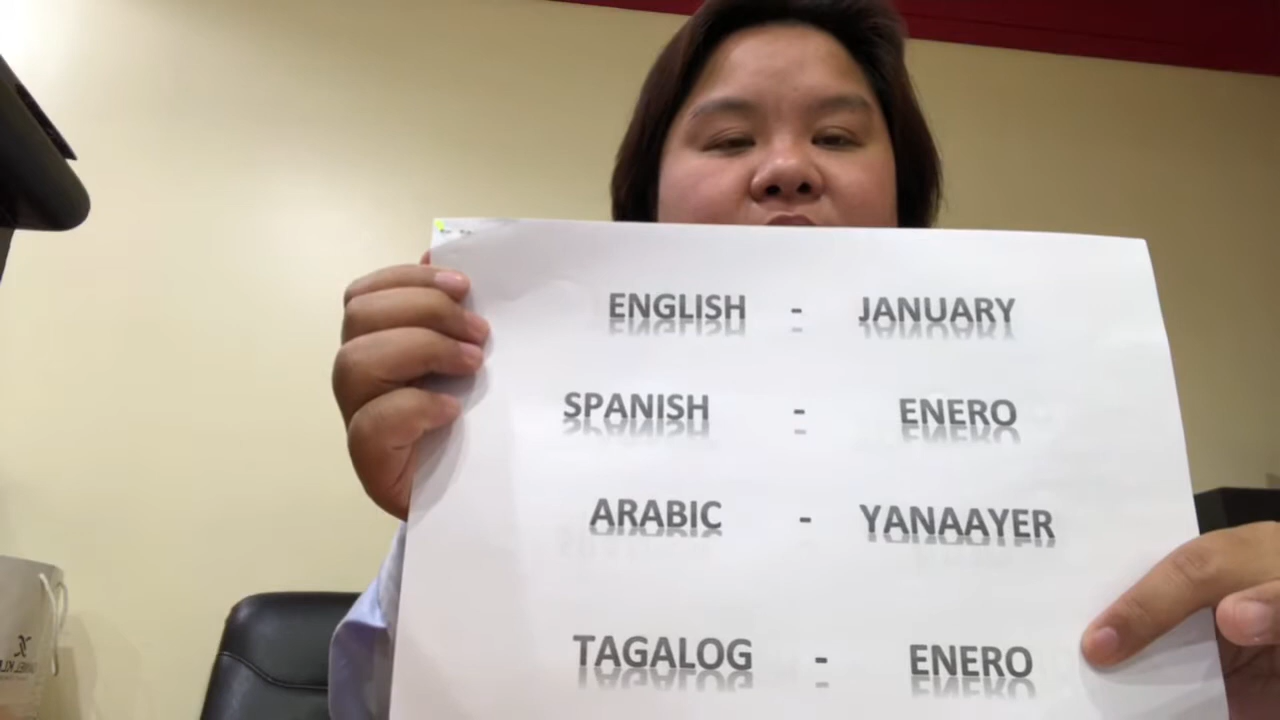 ENGLISH - JANUARY
SPANISH - ENERO
ARABIC - YANAAYER
TAGALOG - ENERO